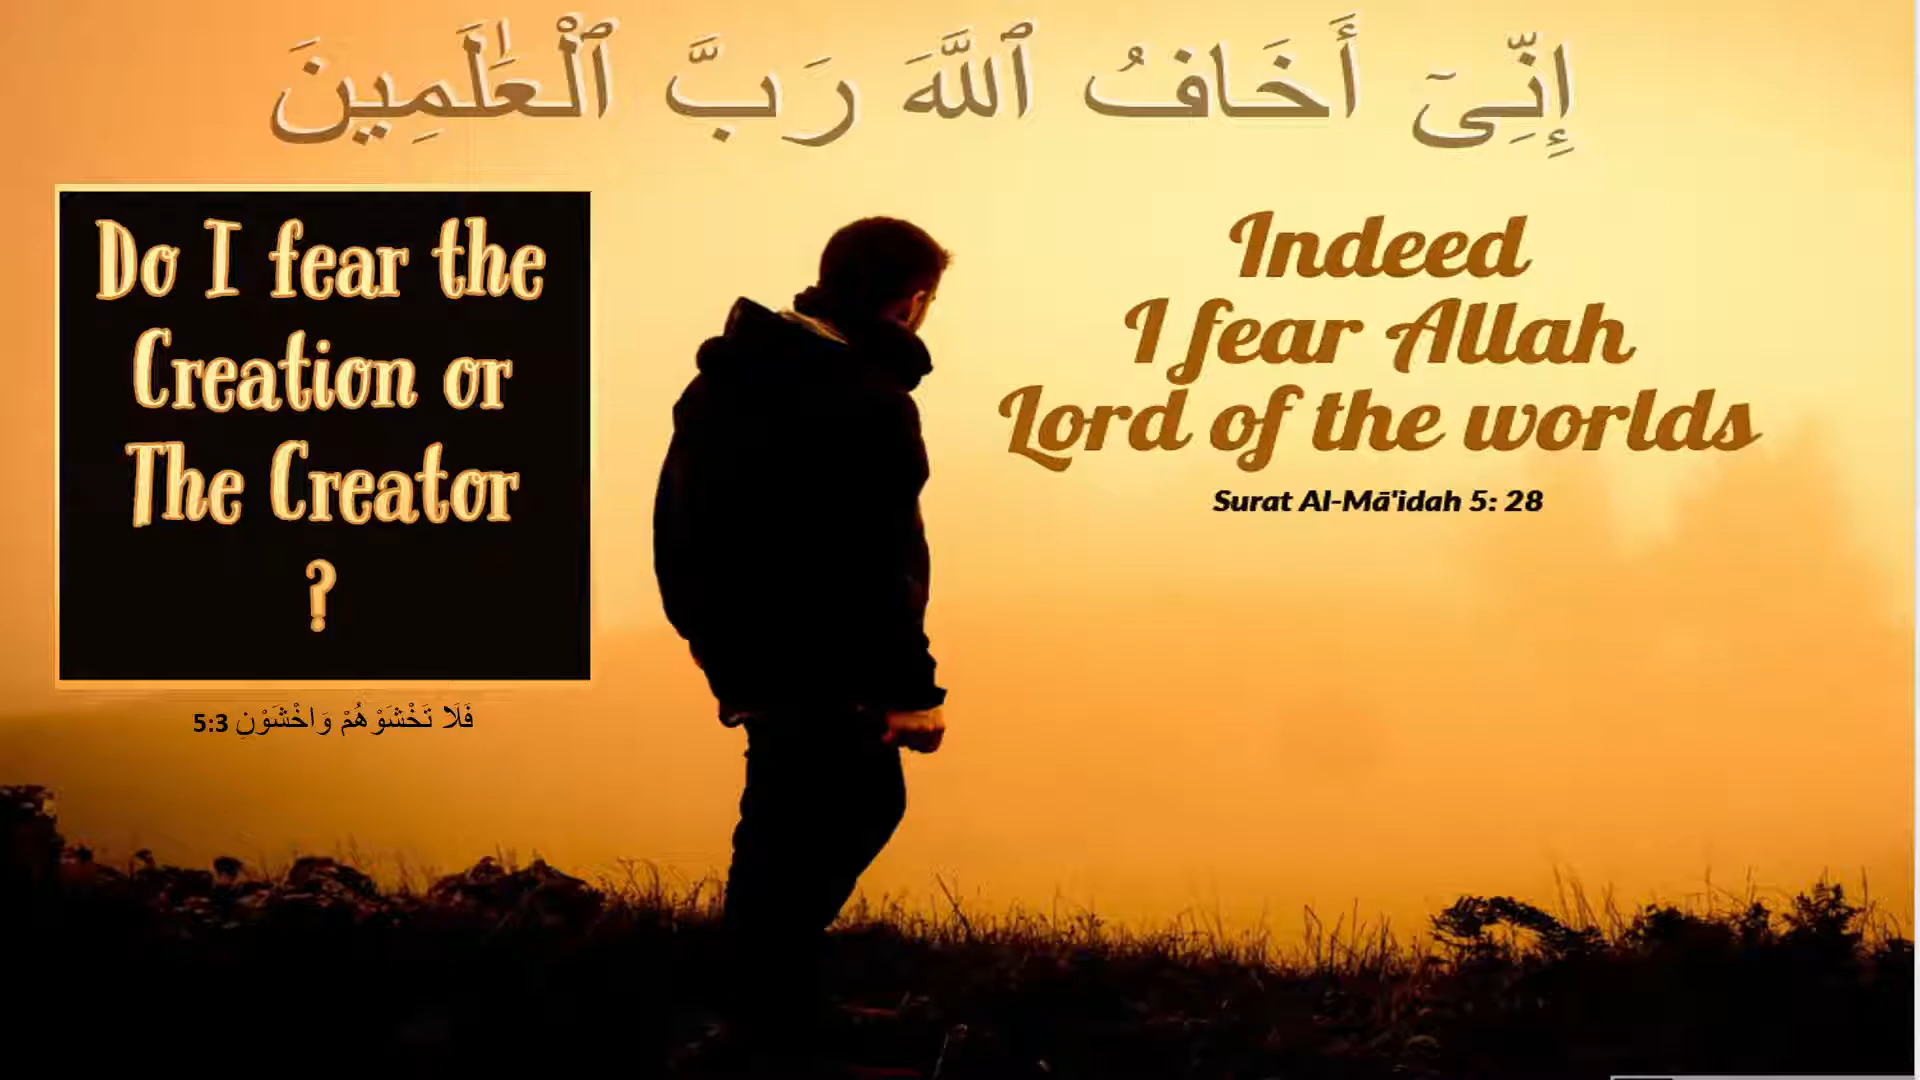 إِنِّىٓ أَخَافُ ٱللَّهَ رَبَّ ٱلْعَٰلَمِينَ
Do I fear the
Creation or
The Creator
?
فَلَا تَخْشَوْهُمْ وَاخْشَوْنِ 5:3
Indeed
I fear Allah
Lord of the worlds
Surat Al-Mā'idah 5: 28